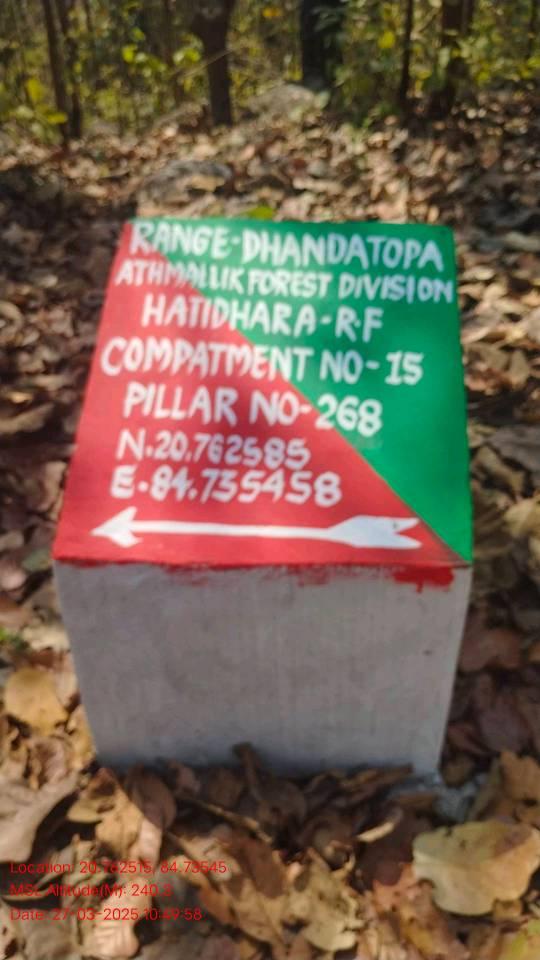 RANGE-DHANDATOPA
ATHMALLIK FOREST DIVISION
HATIDHARA-R.F
COMPATMENT NO-15
PILLAR NO-268
N.20.762585
E.84.735458
Location: 20.762515, 84.73545
MSL Altitude(M): 240.3
Date: 27-03-2025 10:49:58